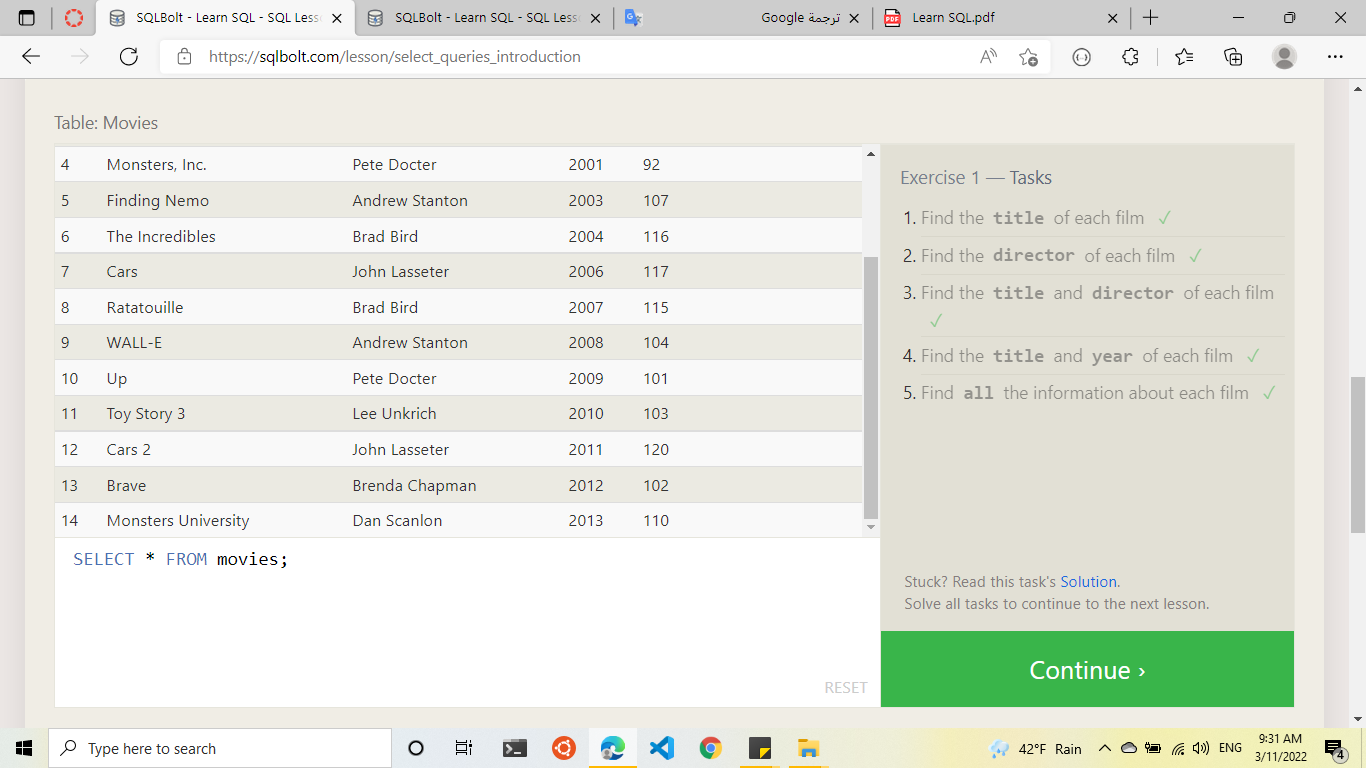 SQLBolt - Learn SQL - SQL Less
SQLBolt - Learn SQL - SQL Less
ترجمة Google
Learn SQL.pdf
https://sqlbolt.com/lesson/select_queries_introduction
Table: Movies
4 Monsters, Inc. Pete Docter 2001 92
5 Finding Nemo Andrew Stanton 2003 107
6 The Incredibles Brad Bird 2004 116
7 Cars John Lasseter 2006 117
8 Ratatouille Brad Bird 2007 115
9 WALL-E Andrew Stanton 2008 104
10 Up Pete Docter 2009 101
11 Toy Story 3 Lee Unkrich 2010 103
12 Cars 2 John Lasseter 2011 120
13 Brave Brenda Chapman 2012 102
14 Monsters University Dan Scanlon 2013 110
SELECT * FROM movies;
RESET
Exercise 1 — Tasks
1. Find the title of each film ✓
2. Find the director of each film ✓
3. Find the title and director of each film
✓
4. Find the title and year of each film ✓
5. Find all the information about each film ✓
Stuck? Read this task's Solution.
Solve all tasks to continue to the next lesson.
Continue ›
Type here to search
42°F Rain
ENG
9:31 AM
3/11/2022
4